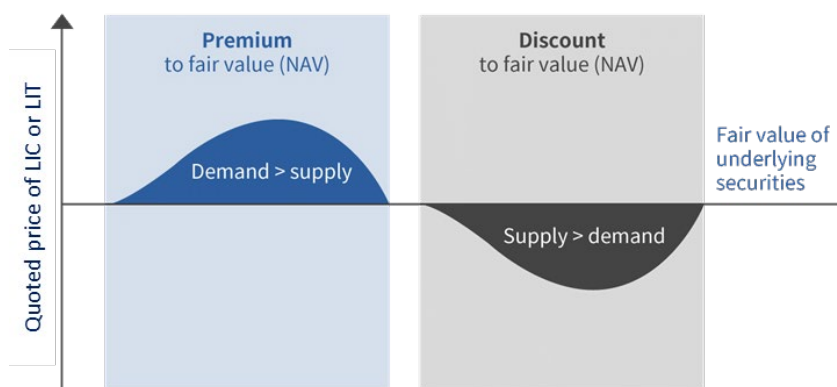 Quoted price of LIC or LIT
Premium
to fair value (NAV)
Demand > supply
Discount
to fair value (NAV)
Supply > demand
Fair value of
underlying
securities